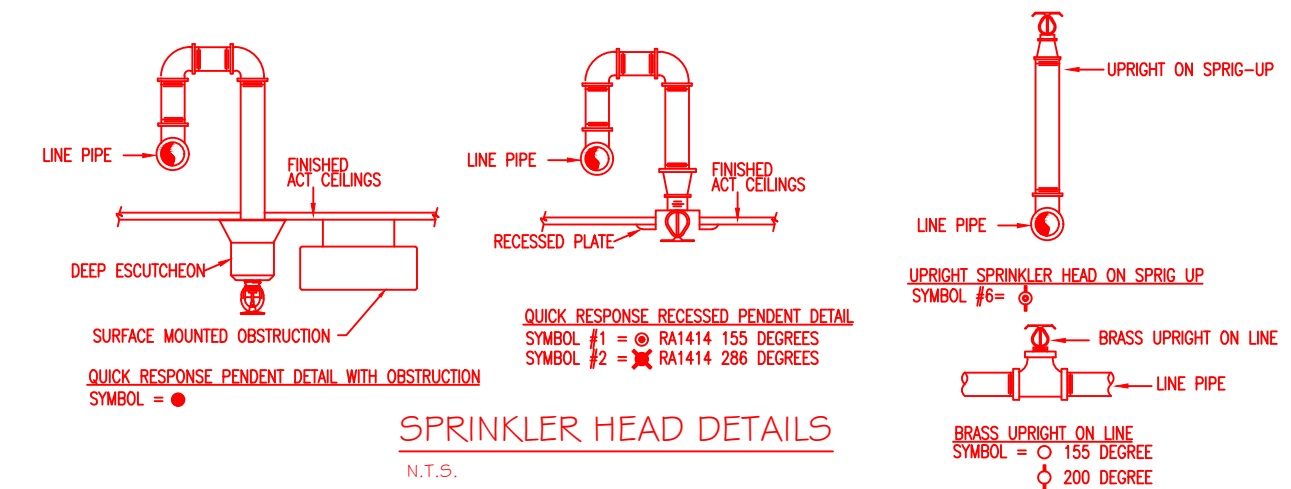 LINE PIPE
FINISHED
ACT CEILINGS
DEEP ESCUTCHEON
SURFACE MOUNTED OBSTRUCTION
QUICK RESPONSE PENDENT DETAIL WITH OBSTRUCTION
SYMBOL =
LINE PIPE
FINISHED
ACT CEILINGS
RECESSED PLATE
QUICK RESPONSE RECESSED PENDENT DETAIL
SYMBOL #1 = RA1414 155 DEGREES
SYMBOL #2 = RA1414 286 DEGREES
UPRIGHT ON SPRIG-UP
LINE PIPE
UPRIGHT SPRINKLER HEAD ON SPRIG UP
SYMBOL #6=
BRASS UPRIGHT ON LINE
LINE PIPE
BRASS UPRIGHT ON LINE
SYMBOL = 155 DEGREE
200 DEGREE
SPRINKLER HEAD DETAILS
N.T.S.